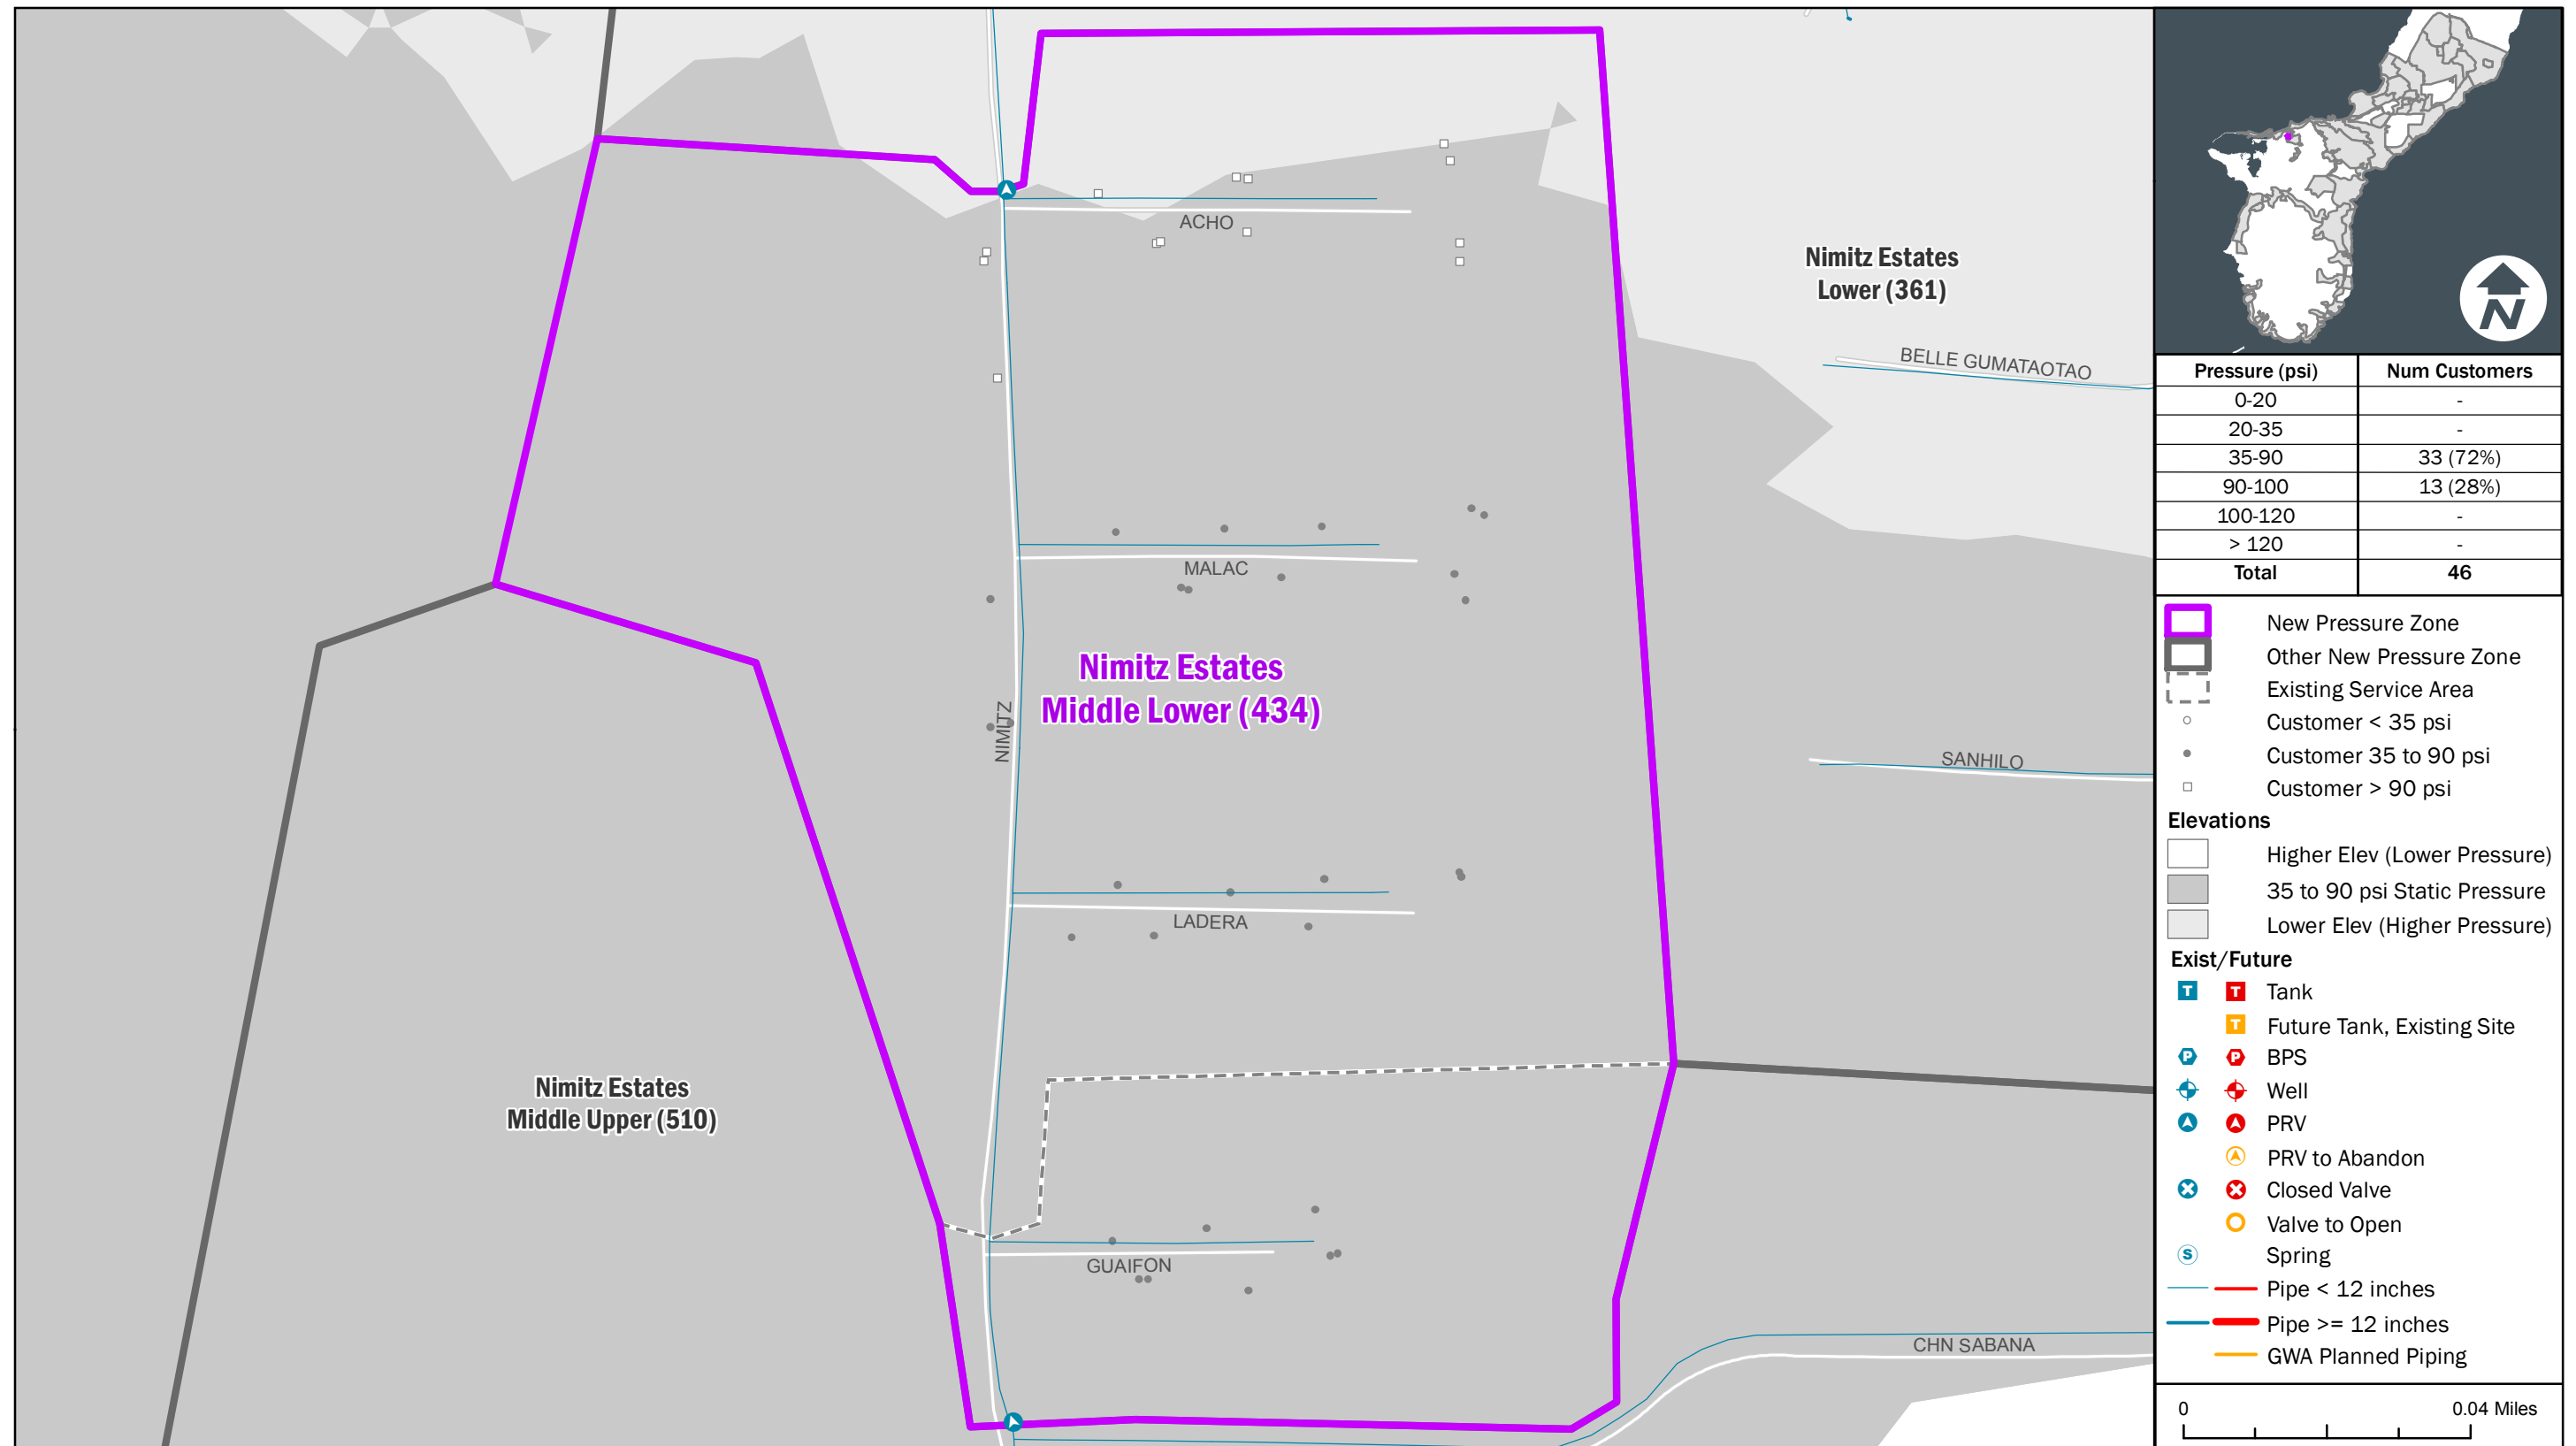 ACHO
Nimitz Estates
Lower (361)
BELLE GUMATAOTAO
MALAC
Nimitz Estates
Middle Lower (434)
NIMITZ
SANHILO
LADERA
Nimitz Estates
Middle Upper (510)
GUAIFON
CHN SABANA
N
Pressure (psi) Num Customers
0-20 -
20-35 -
35-90 33 (72%)
90-100 13 (28%)
100-120 -
> 120 -
Total 46
New Pressure Zone
Other New Pressure Zone
Existing Service Area
Customer < 35 psi
Customer 35 to 90 psi
Customer > 90 psi
Elevations
Higher Elev (Lower Pressure)
35 to 90 psi Static Pressure
Lower Elev (Higher Pressure)
Exist/Future
T T Tank
T Future Tank, Existing Site
P P BPS
Well
PRV
PRV to Abandon
Closed Valve
Valve to Open
S Spring
Pipe < 12 inches
Pipe >= 12 inches
GWA Planned Piping
0 0.04 Miles